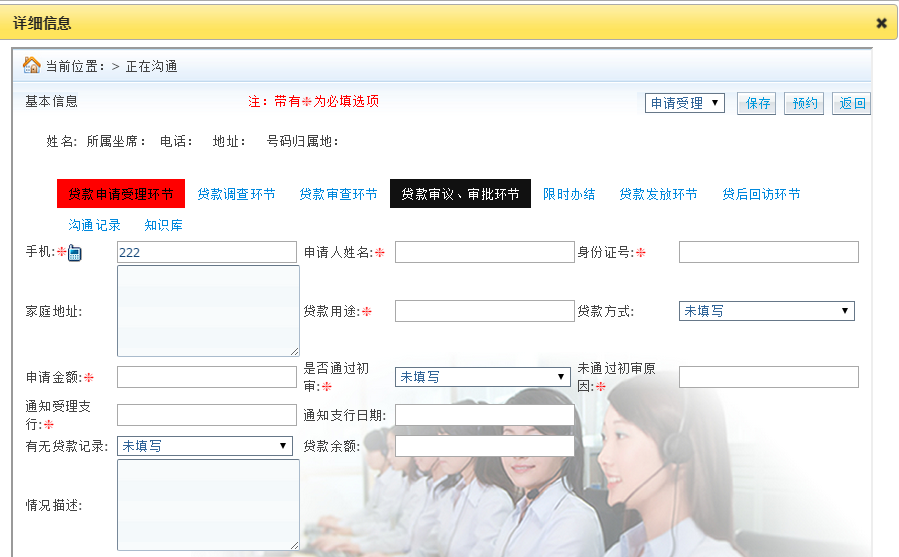 详细信息
当前位置：> 正在沟通
基本信息 注：带有※为必填选项 申请受理 保存 预约 返回
姓名: 所属坐席： 电话： 地址： 号码归属地:
贷款申请受理环节 贷款调查环节 贷款审查环节 贷款审议、审批环节 限时办结 贷款发放环节 贷后回访环节
沟通记录 知识库
手机:※ 222 申请人姓名:※ 身份证号:※
家庭地址: 贷款用途:※ 贷款方式: 未填写
申请金额:※ 是否通过初审:※ 未填写 未通过初审原因:※
通知受理支行:※ 通知支行日期:
有无贷款记录: 未填写 贷款余额:
情况描述: